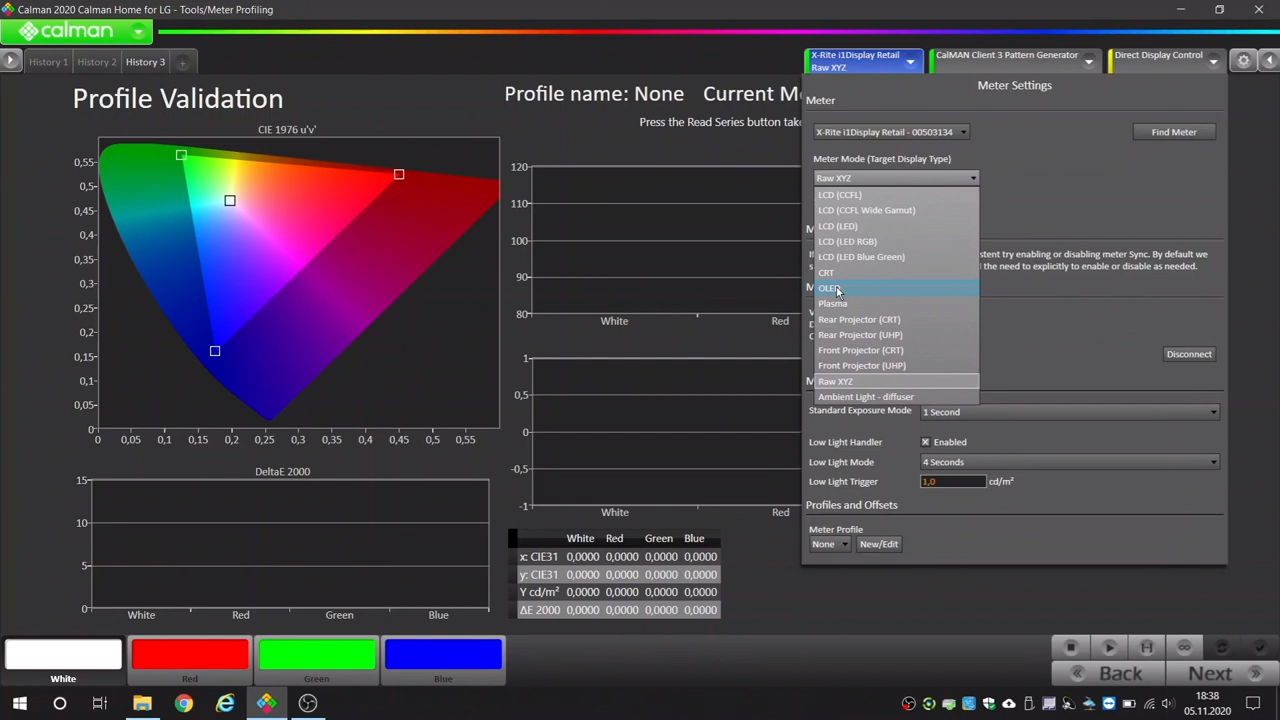 Calman 2020 Calman Home for LG - Tools/Meter Profiling
calman
History 1
History 2
History 3
X-Rite i1Display Retail
Raw XYZ
CalMAN Client 3 Pattern Generator
Direct Display Control
Profile Validation
Profile name: None
Current M
Press the Read Series button take
CIE 1976 u'v'
0,55
0,5
0,45
0,4
0,35
0,3
0,25
0,2
0,15
0,1
0,05
0
0
0,05
0,1
0,15
0,2
0,25
0,3
0,35
0,4
0,45
0,5
0,55
DeltaE 2000
15
10
5
0
White
Red
Green
Blue
120
110
100
90
80
White
Red
1
0,5
0
-0,5
-1
White
Red
White Red Green Blue
x: CIE31 0,0000 0,0000 0,0000 0,0000
y: CIE31 0,0000 0,0000 0,0000 0,0000
Y cd/m² 0,0000 0,0000 0,0000 0,0000
ΔE 2000 0,0000 0,0000 0,0000 0,0000
Meter Settings
Meter
X-Rite i1Display Retail - 00503134
Find Meter
Meter Mode (Target Display Type)
Raw XYZ
LCD (CCFL)
LCD (CCFL Wide Gamut)
LCD (LED)
LCD (LED RGB)
LCD (LED Blue Green)
CRT
OLED
Plasma
Rear Projector (CRT)
Rear Projector (UHP)
Front Projector (CRT)
Front Projector (UHP)
Raw XYZ
Ambient Light - diffuser
stent try enabling or disabling meter Sync. By default we
the need to explicitly to enable or disable as needed.
Disconnect
Standard Exposure Mode
1 Second
Low Light Handler
Enabled
Low Light Mode
4 Seconds
Low Light Trigger
1,0
cd/m²
Profiles and Offsets
Meter Profile
None
New/Edit
White
Red
Green
Blue
Back
Next
18:38
05.11.2020